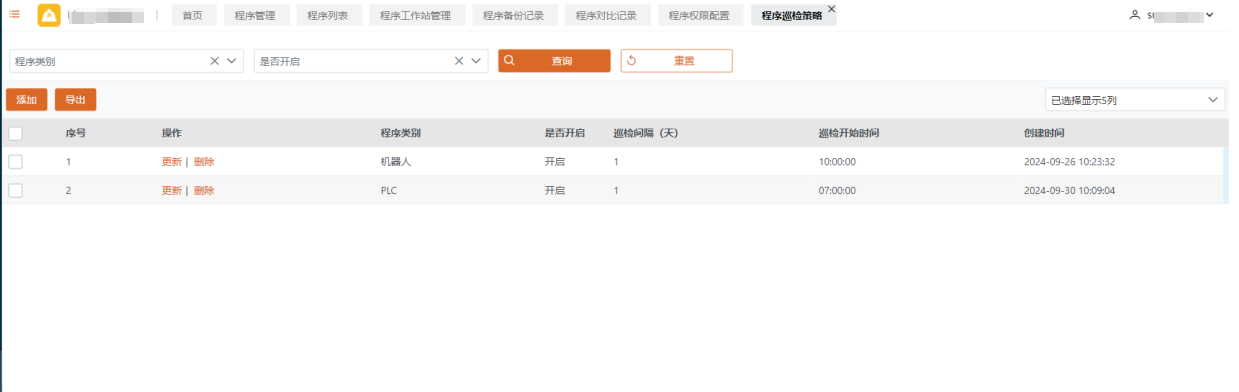 首页 程序管理 程序列表 程序工作站管理 程序备份记录 程序对比记录 程序权限配置 程序巡检策略
程序类别 是否开启 查询 重置
添加 导出 已选择显示5列
序号 操作 程序类别 是否开启 巡检间隔（天） 巡检开始时间 创建时间
1 更新 | 删除 机器人 开启 1 10:00:00 2024-09-26 10:23:32
2 更新 | 删除 PLC 开启 1 07:00:00 2024-09-30 10:09:04